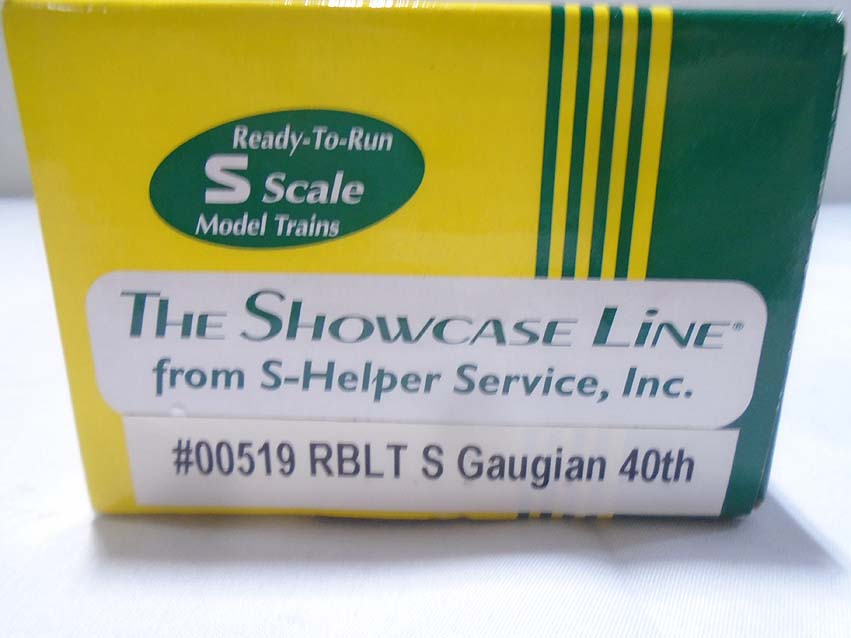 Ready-To-Run
S Scale
Model Trains
THE SHOWCASE LINE®
from S-Helper Service, Inc.
#00519 RBLT S Gaugian 40th